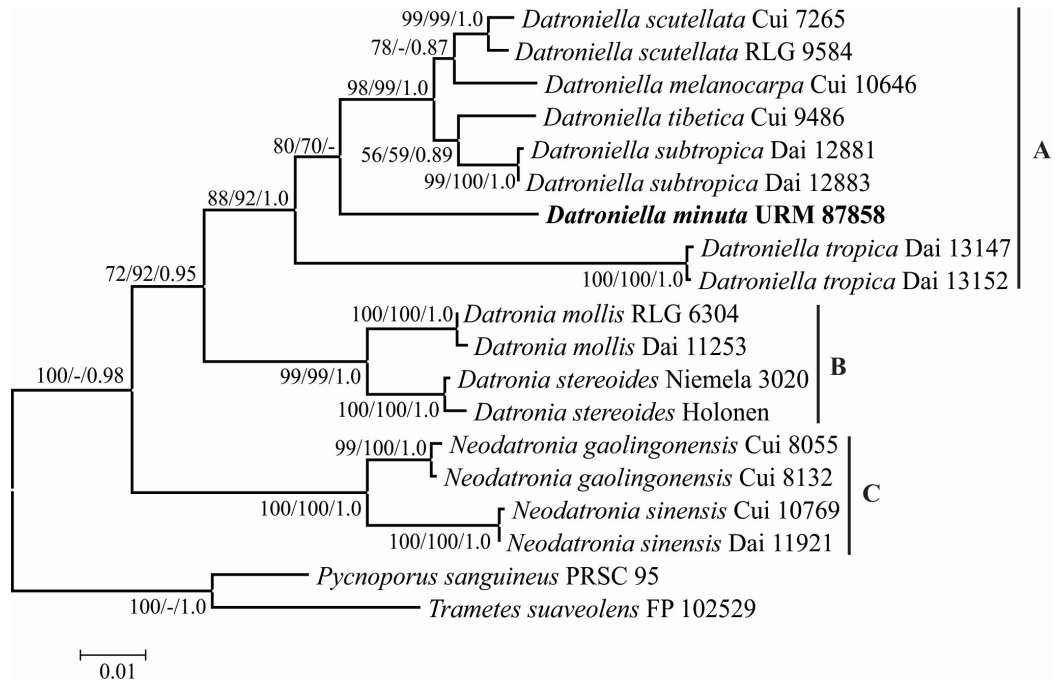 99/99/1.0
Datroniella scutellata Cui 7265
78/-/0.87
Datroniella scutellata RLG 9584
98/99/1.0
Datroniella melanocarpa Cui 10646
Datroniella tibetica Cui 9486
80/70/-
56/59/0.89
Datroniella subtropica Dai 12881
A
99/100/1.0
Datroniella subtropica Dai 12883
88/92/1.0
Datroniella minuta URM 87858
Datroniella tropica Dai 13147
72/92/0.95
100/100/1.0
Datroniella tropica Dai 13152
100/100/1.0
Datronia mollis RLG 6304
Datronia mollis Dai 11253
B
100/-/0.98
99/99/1.0
Datronia stereoides Niemela 3020
100/100/1.0
Datronia stereoides Holonen
99/100/1.0
Neodatronia gaolingonensis Cui 8055
Neodatronia gaolingonensis Cui 8132
C
100/100/1.0
Neodatronia sinensis Cui 10769
100/100/1.0
Neodatronia sinensis Dai 11921
Pycnoporus sanguineus PRSC 95
100/-/1.0
Trametes suaveolens FP 102529
0.01